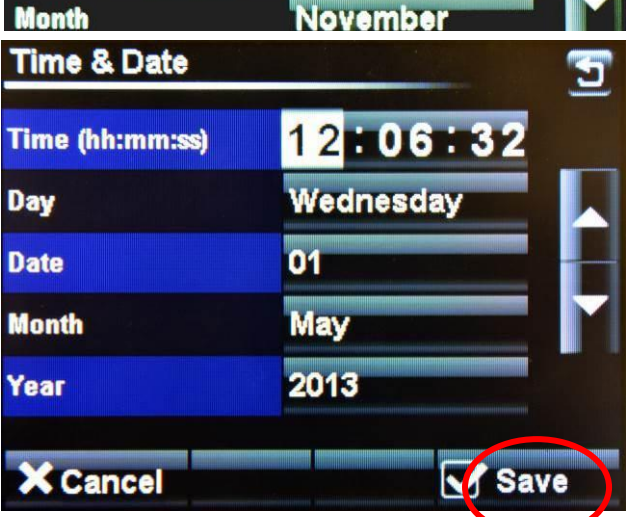 Month November
Time & Date
Time (hh:mm:ss) 12:06:32
Day Wednesday
Date 01
Month May
Year 2013
Cancel Save